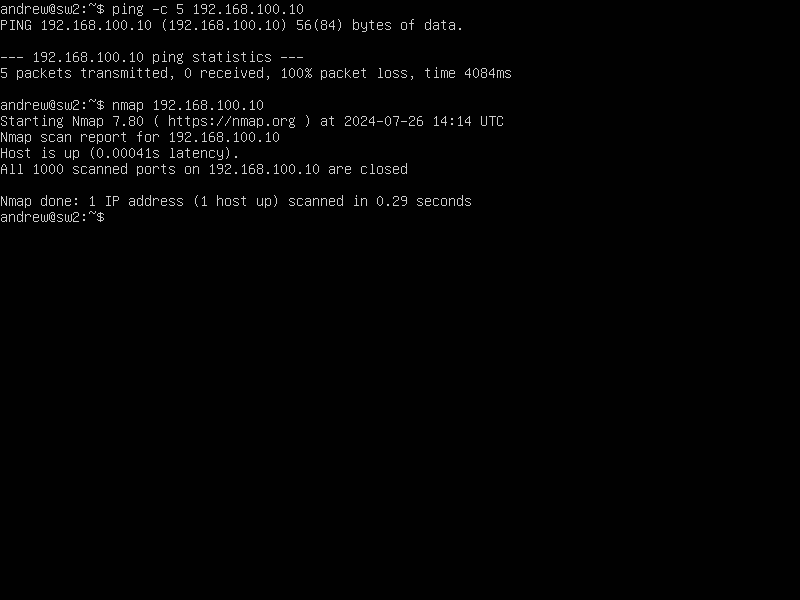 andrew@sw2:~$ ping -c 5 192.168.100.10
PING 192.168.100.10 (192.168.100.10) 56(84) bytes of data.
--- 192.168.100.10 ping statistics ---
5 packets transmitted, 0 received, 100% packet loss, time 4084ms
andrew@sw2:~$ nmap 192.168.100.10
Starting Nmap 7.80 ( https://nmap.org ) at 2024-07-26 14:14 UTC
Nmap scan report for 192.168.100.10
Host is up (0.00041s latency).
All 1000 scanned ports on 192.168.100.10 are closed
Nmap done: 1 IP address (1 host up) scanned in 0.29 seconds
andrew@sw2:~$